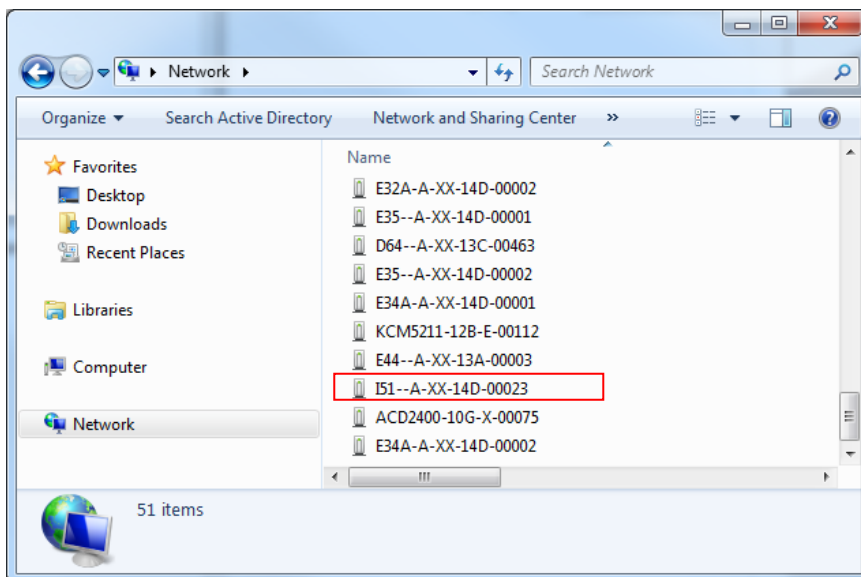 Network
Search Network
Organize
Search Active Directory
Network and Sharing Center
»
Favorites
Desktop
Downloads
Recent Places
Libraries
Computer
Network
Name
E32A-A-XX-14D-00002
E35--A-XX-14D-00001
D64--A-XX-13C-00463
E35--A-XX-14D-00002
E34A-A-XX-14D-00001
KCM5211-12B-E-00112
E44--A-XX-13A-00003
I51--A-XX-14D-00023
ACD2400-10G-X-00075
E34A-A-XX-14D-00002
51 items